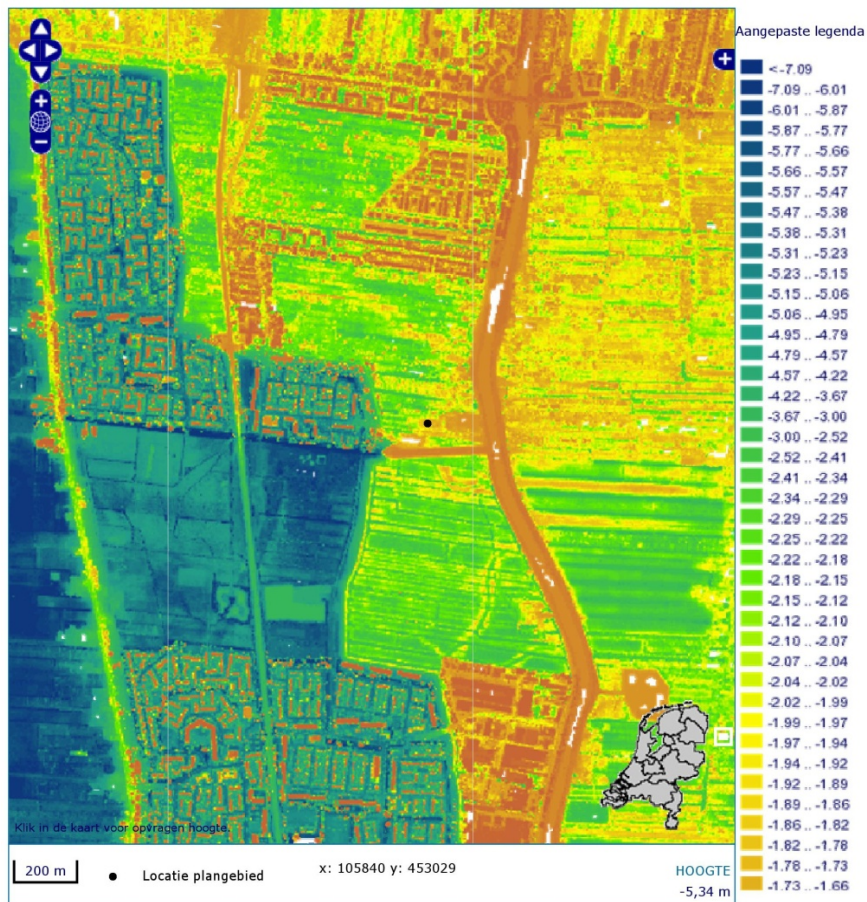 Aangepaste legenda
<-7.09
-7.09 .. -6.01
-6.01 .. -5.87
-5.87 .. -5.77
-5.77 .. -5.66
-5.66 .. -5.57
-5.57 .. -5.47
-5.47 .. -5.38
-5.38 .. -5.31
-5.31 .. -5.23
-5.23 .. -5.15
-5.15 .. -5.06
-5.06 .. -4.95
-4.95 .. -4.79
-4.79 .. -4.57
-4.57 .. -4.22
-4.22 .. -3.67
-3.67 .. -3.00
-3.00 .. -2.52
-2.52 .. -2.41
-2.41 .. -2.34
-2.34 .. -2.29
-2.29 .. -2.25
-2.25 .. -2.22
-2.22 .. -2.18
-2.18 .. -2.15
-2.15 .. -2.12
-2.12 .. -2.10
-2.10 .. -2.07
-2.07 .. -2.04
-2.04 .. -2.02
-2.02 .. -1.99
-1.99 .. -1.97
-1.97 .. -1.94
-1.94 .. -1.92
-1.92 .. -1.89
-1.89 .. -1.86
-1.86 .. -1.82
-1.82 .. -1.78
-1.78 .. -1.73
-1.73 .. -1.66
Klik in de kaart voor opvragen hoogte.
200 m
Locatie plangebied
x: 105840 y: 453029
HOOGTE
-5,34 m